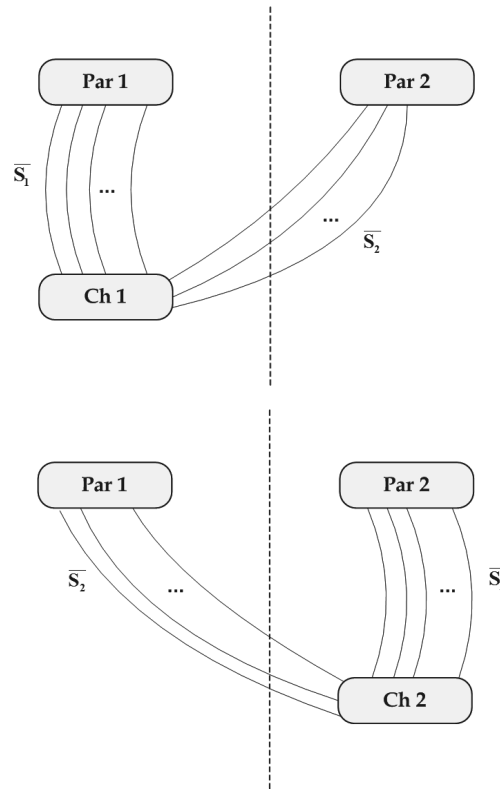 Par 1 Par 2
S̅₁ ... ... S̅₂
Ch 1
Par 1 Par 2
S̅₂ ... ... S̅
Ch 2